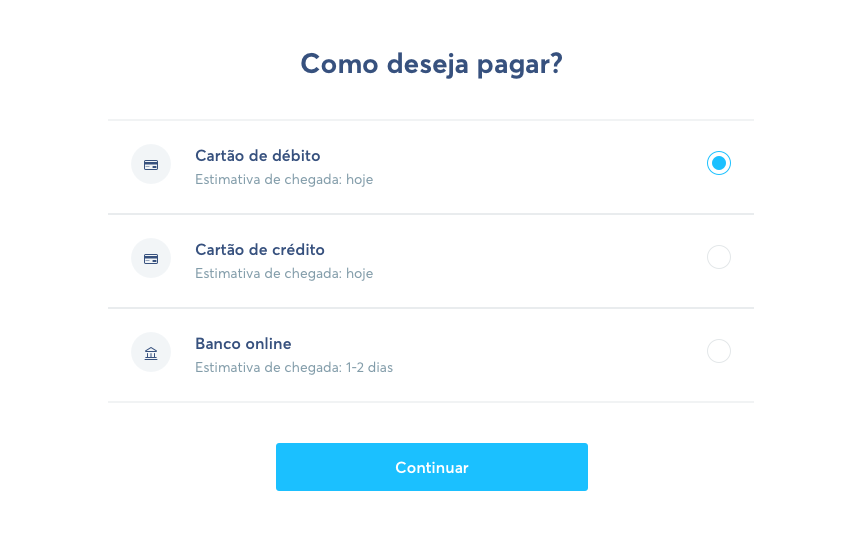 Como deseja pagar?
Cartão de débito
Estimativa de chegada: hoje
Cartão de crédito
Estimativa de chegada: hoje
Banco online
Estimativa de chegada: 1-2 dias
Continuar